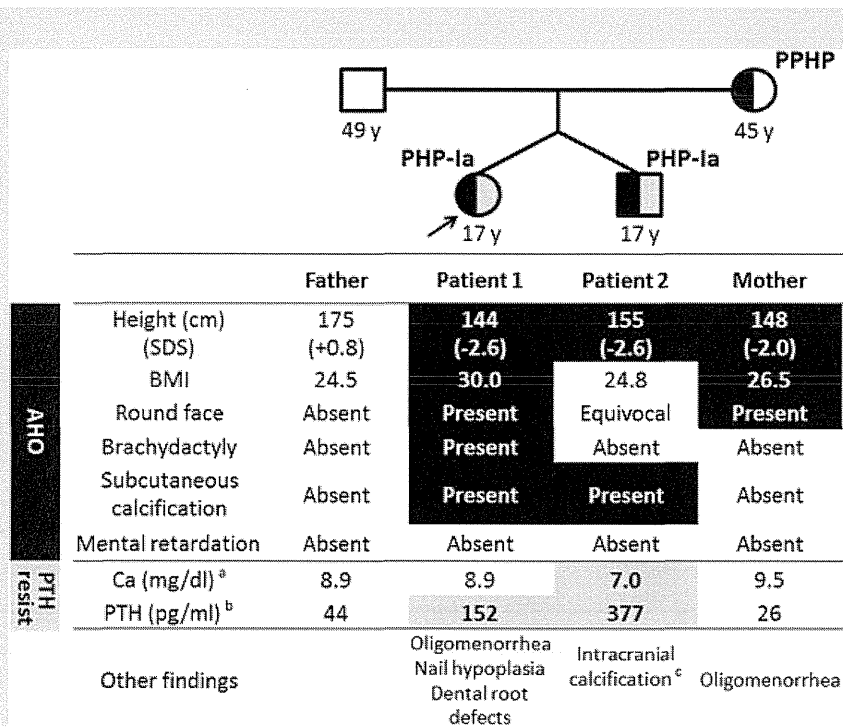 PPHP
49 y
45 y
PHP-Ia
PHP-Ia
17 y
17 y
Father Patient 1 Patient 2 Mother
AHO
Height (cm) 175 144 155 148
(SDS) (+0.8) (-2.6) (-2.6) (-2.0)
BMI 24.5 30.0 24.8 26.5
Round face Absent Present Equivocal Present
Brachydactyly Absent Present Absent Absent
Subcutaneous
calcification Absent Present Present Absent
Mental retardation Absent Absent Absent Absent
PTH
resist
Ca (mg/dl) a 8.9 8.9 7.0 9.5
PTH (pg/ml) b 44 152 377 26
Other findings
Oligomenorrhea
Nail hypoplasia
Dental root
defects
Intracranial
calcification c
Oligomenorrhea